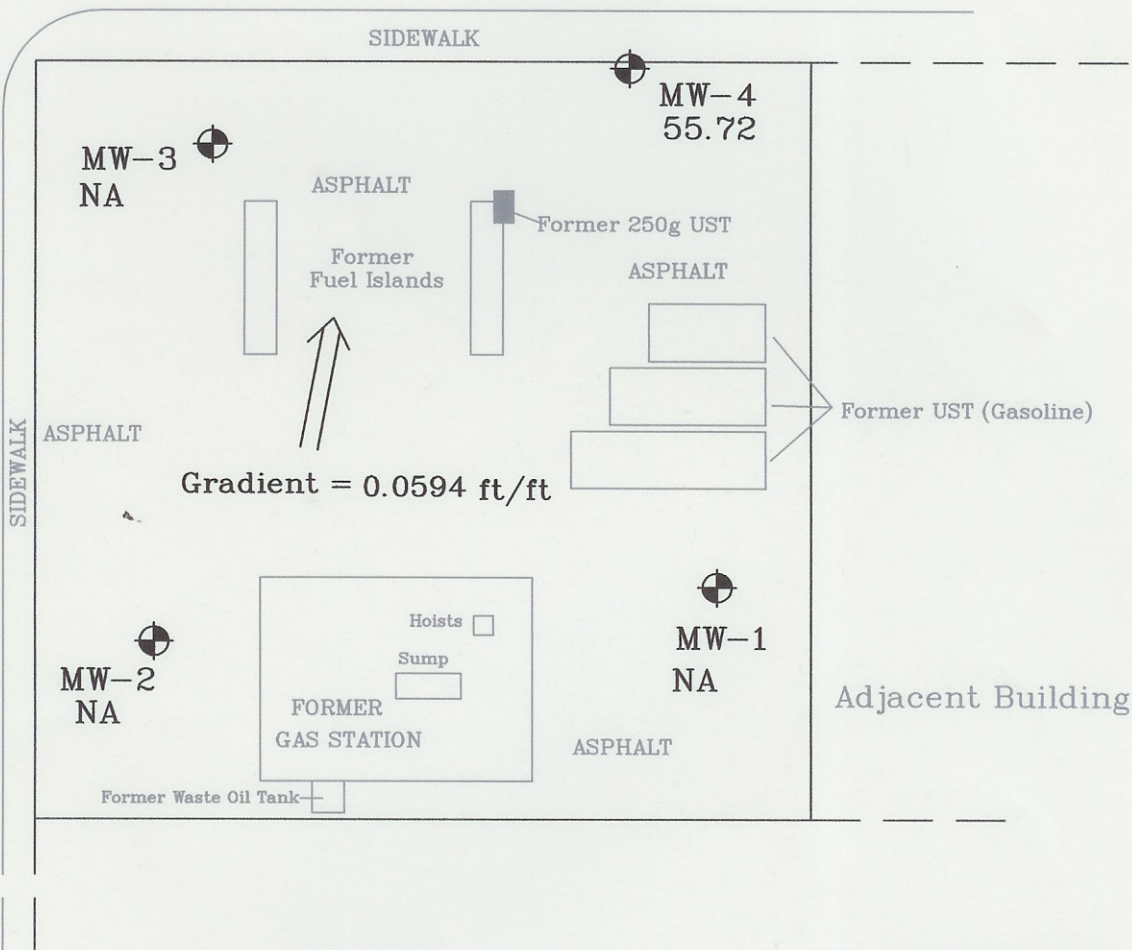 SIDEWALK
MW-4
55.72
MW-3
NA
ASPHALT
Former 250g UST
Former
Fuel Islands
ASPHALT
Former UST (Gasoline)
ASPHALT
SIDEWALK
Gradient = 0.0594 ft/ft
Hoists
MW-1
NA
Sump
MW-2
NA
FORMER
GAS STATION
Adjacent Building
ASPHALT
Former Waste Oil Tank